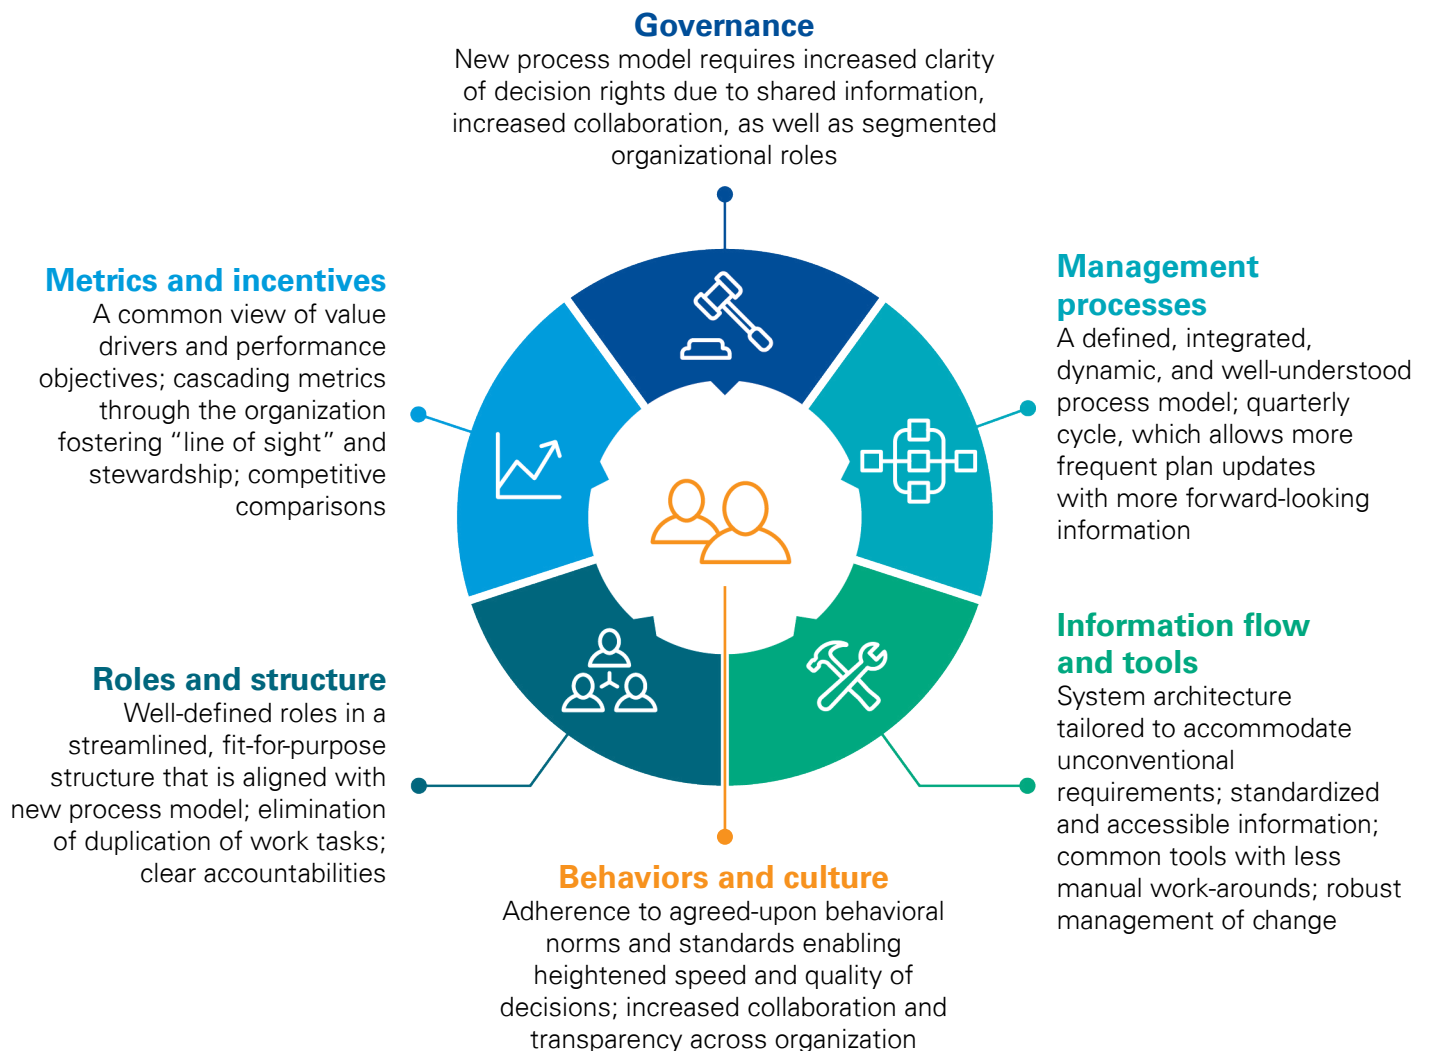 Governance
New process model requires increased clarity
of decision rights due to shared information,
increased collaboration, as well as segmented
organizational roles
Metrics and incentives
A common view of value
drivers and performance
objectives; cascading metrics
through the organization
fostering “line of sight” and
stewardship; competitive
comparisons
Management
processes
A defined, integrated,
dynamic, and well-understood
process model; quarterly
cycle, which allows more
frequent plan updates
with more forward-looking
information
Roles and structure
Well-defined roles in a
streamlined, fit-for-purpose
structure that is aligned with
new process model; elimination
of duplication of work tasks;
clear accountabilities
Information flow
and tools
System architecture
tailored to accommodate
unconventional
requirements; standardized
and accessible information;
common tools with less
manual work-arounds; robust
management of change
Behaviors and culture
Adherence to agreed-upon behavioral
norms and standards enabling
heightened speed and quality of
decisions; increased collaboration and
transparency across organization